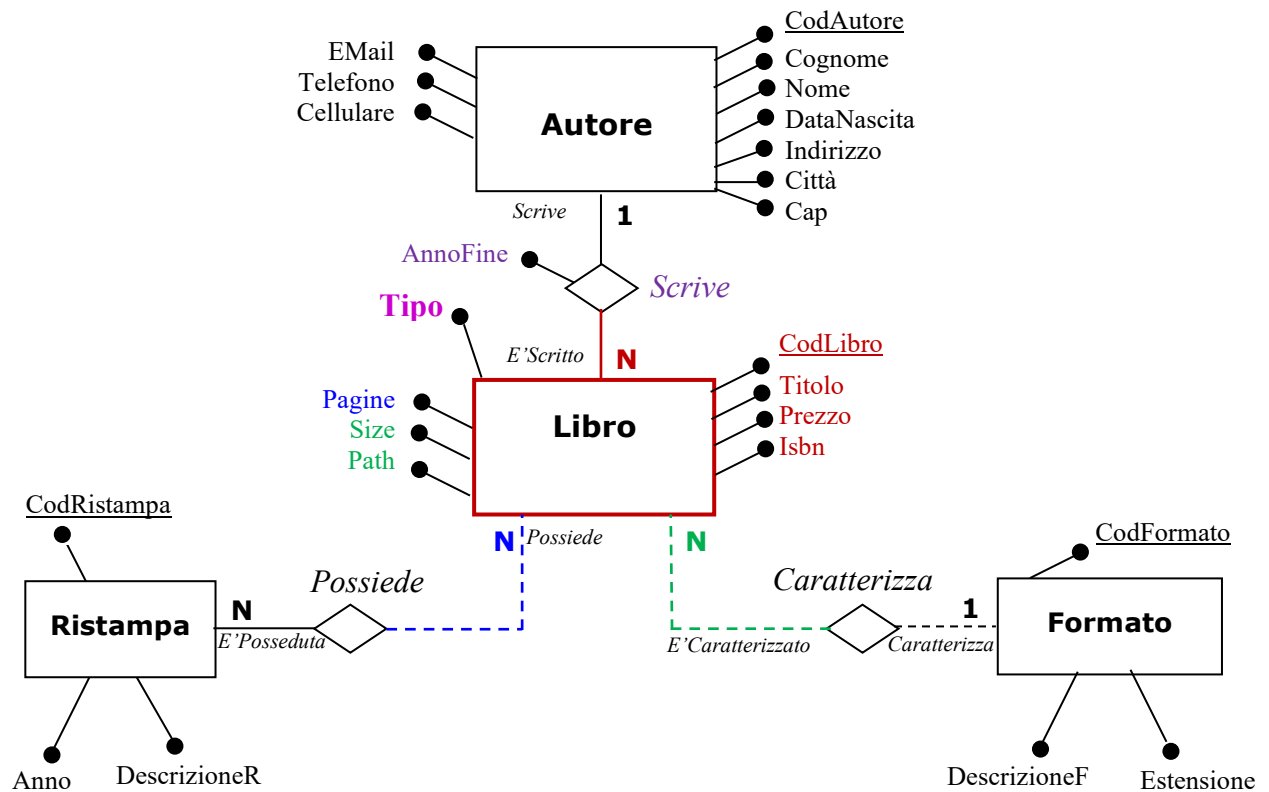 CodAutore
EMail
Cognome
Telefono
Nome
Cellulare
Autore
DataNascita
Indirizzo
Città
Cap
Scrive
1
AnnoFine
Scrive
Tipo
E'Scritto
N
CodLibro
Titolo
Pagine
Prezzo
Size
Libro
Isbn
Path
CodRistampa
N
Possiede
N
CodFormato
Possiede
Caratterizza
N
1
Ristampa
Formato
E'Posseduta
E'Caratterizzato
Caratterizza
Anno
DescrizioneR
DescrizioneF
Estensione